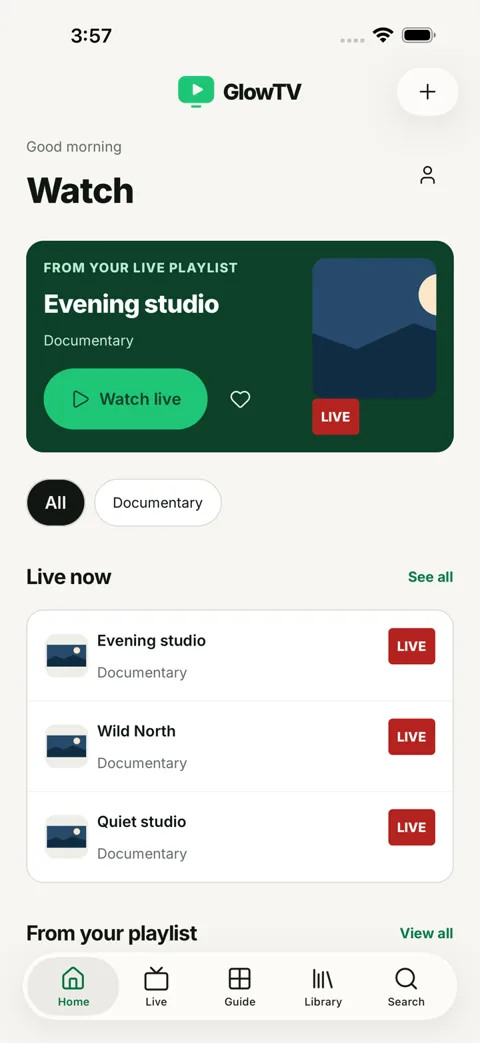 3:57
GlowTV
Good morning
Watch
FROM YOUR LIVE PLAYLIST
Evening studio
Documentary
Watch live
LIVE
All
Documentary
Live now
See all
Evening studio
Documentary
LIVE
Wild North
Documentary
LIVE
Quiet studio
Documentary
LIVE
From your playlist
View all
Home
Live
Guide
Library
Search